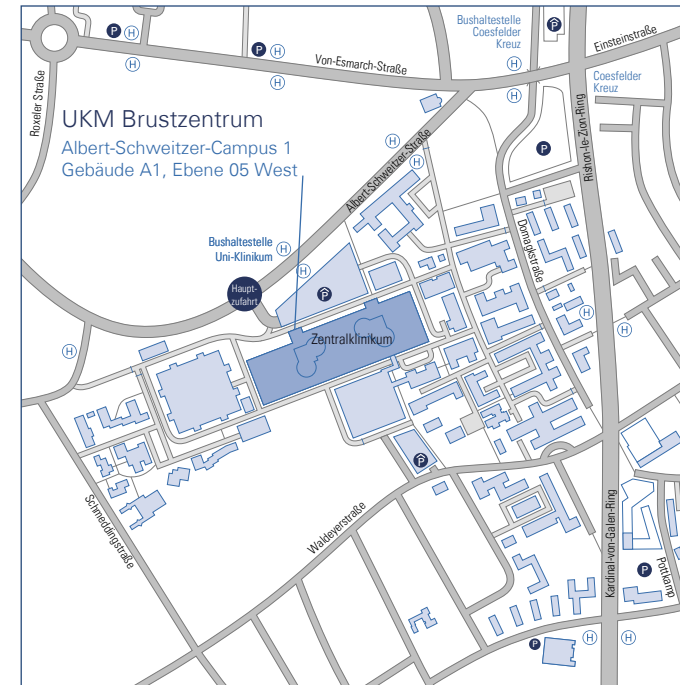 Bushaltestelle
Coesfelder
Kreuz
P
P
H
H
P
H
H
H
H
Von-Esmarch-Straße
Einsteinstraße
Coesfelder
Kreuz
Roxeler Straße
UKM Brustzentrum
Albert-Schweitzer-Campus 1
Gebäude A1, Ebene 05 West
Albert-Schweitzer-Straße
H
H
P
Rishon-le-Zion-Ring
H
H
Domagkstraße
Bushaltestelle
Uni-Klinikum
H
H
Haupt-
zufahrt
P
Zentralklinikum
H
H
H
P
Schmeddingstraße
Waldeyerstraße
Kardinal-von-Galen-Ring
P
Pottkamp
P
H
H